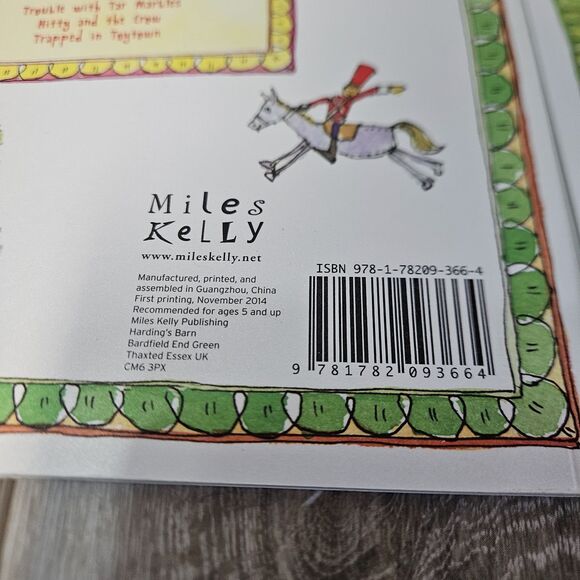 Trouble with Tar Marbles
Mitty and the Crow
Trapped in Toytown
Miles
KeLLY
www.mileskelly.net
Manufactured, printed, and
assembled in Guangzhou, China
First printing, November 2014
Recommended for ages 5 and up
Miles Kelly Publishing
Harding's Barn
Bardfield End Green
Thaxted Essex UK
CM6 3PX
ISBN 978-1-78209-366-4
9 781782 093664